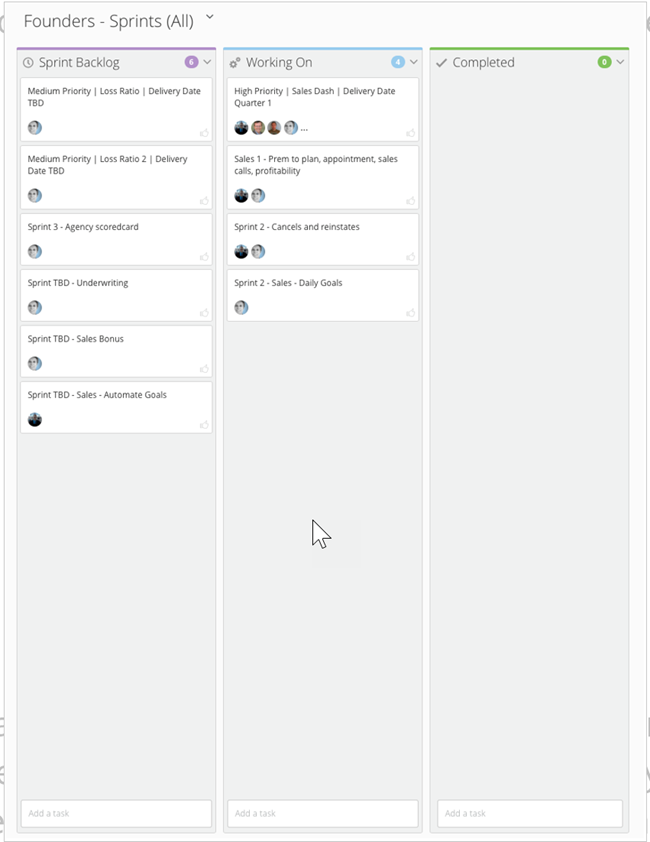 Founders - Sprints (All)
Sprint Backlog
6
Medium Priority | Loss Ratio | Delivery Date
TBD
Medium Priority | Loss Ratio 2 | Delivery
Date TBD
Sprint 3 - Agency scoredcard
Sprint TBD - Underwriting
Sprint TBD - Sales Bonus
Sprint TBD - Sales - Automate Goals
Add a task
Working On
4
High Priority | Sales Dash | Delivery Date
Quarter 1
...
Sales 1 - Prem to plan, appointment, sales
calls, profitability
Sprint 2 - Cancels and reinstates
Sprint 2 - Sales - Daily Goals
Add a task
Completed
0
Add a task